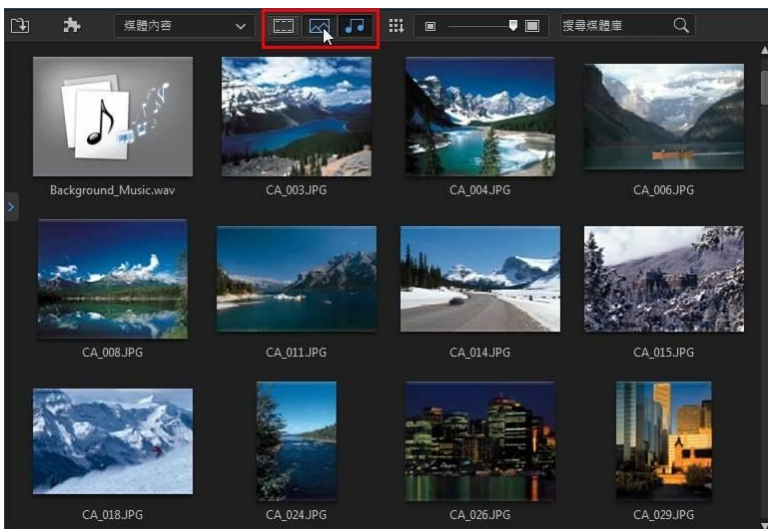 媒體內容
搜尋媒體庫
Background_Music.wav
CA_003.JPG
CA_004.JPG
CA_006.JPG
CA_008.JPG
CA_011.JPG
CA_014.JPG
CA_015.JPG
CA_018.JPG
CA_024.JPG
CA_026.JPG
CA_029.JPG